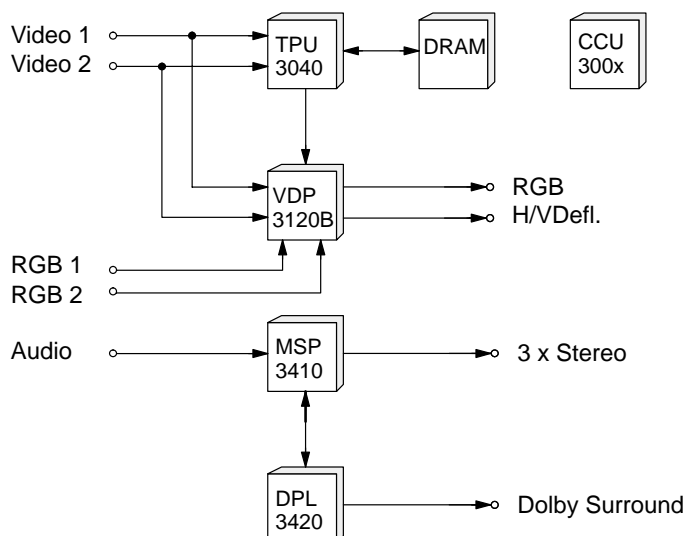 Video 1
Video 2
TPU
3040
DRAM
CCU
300x
VDP
3120B
RGB
H/VDefl.
RGB 1
RGB 2
Audio
MSP
3410
3 x Stereo
DPL
3420
Dolby Surround